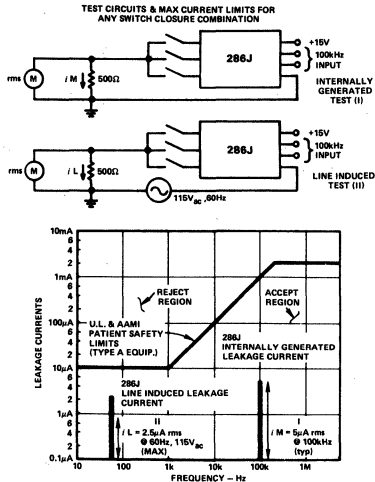 TEST CIRCUITS & MAX CURRENT LIMITS FOR
ANY SWITCH CLOSURE COMBINATION
rms M
i M
500Ω
286J
+15V
100kHz
INPUT
INTERNALLY
GENERATED
TEST (I)
rms M
i L
500Ω
286J
+15V
100kHz
INPUT
115Vac,60Hz
LINE INDUCED
TEST (II)
LEAKAGE CURRENTS
10mA
6
4
2
1mA
6
4
2
100μA
6
4
2
10μA
6
4
2
1μA
6
4
2
0.1μA
REJECT
REGION
ACCEPT
REGION
U.L. & AAMI
PATIENT SAFETY
LIMITS
(TYPE A EQUIP.)
286J
INTERNALLY GENERATED
LEAKAGE CURRENT
286J
LINE INDUCED LEAKAGE
CURRENT
II
i L = 2.5μA rms
@ 60Hz, 115Vac
(MAX)
I
i M = 5μA rms
@ 100kHz
(typ)
10 100 1k 10k 100k 1M
FREQUENCY – Hz